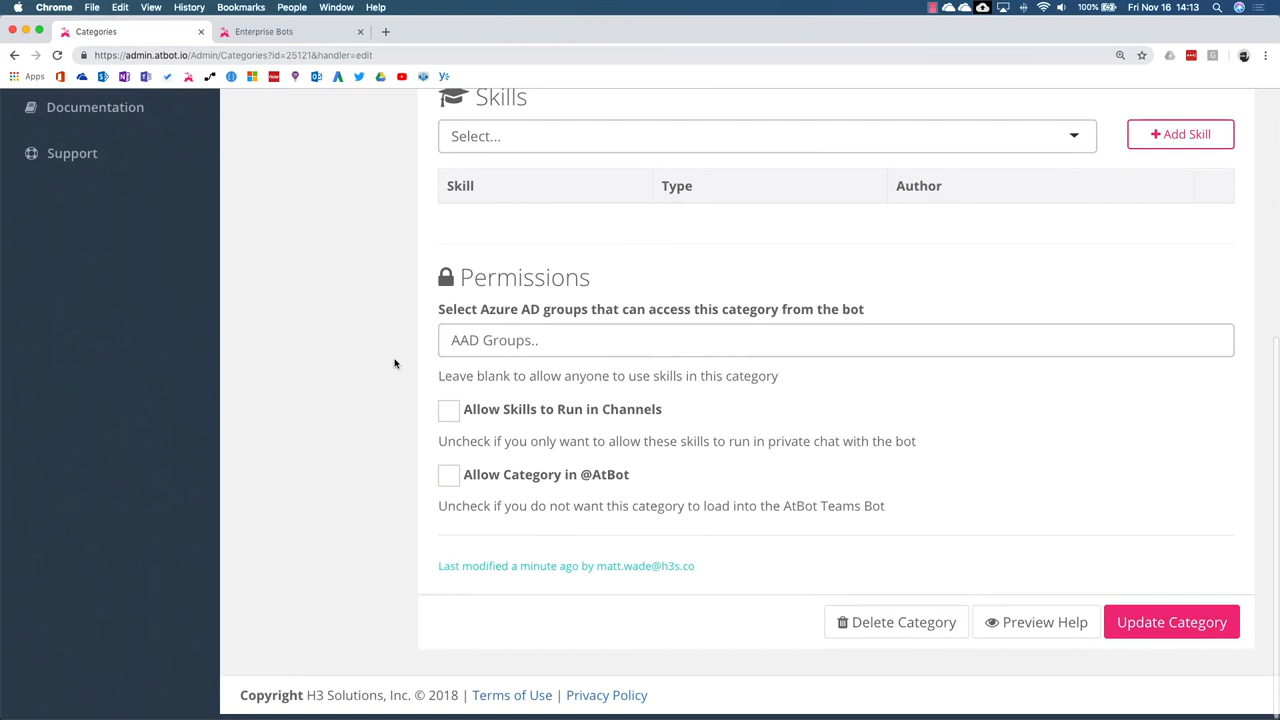 Chrome File Edit View History Bookmarks People Window Help
100% Fri Nov 16 14:13
Categories
Enterprise Bots
https://admin.atbot.io/Admin/Categories?id=25121&handler=edit
Apps
Documentation
Support
Skills
Select...
Add Skill
Skill Type Author
Permissions
Select Azure AD groups that can access this category from the bot
AAD Groups..
Leave blank to allow anyone to use skills in this category
Allow Skills to Run in Channels
Uncheck if you only want to allow these skills to run in private chat with the bot
Allow Category in @AtBot
Uncheck if you do not want this category to load into the AtBot Teams Bot
Last modified a minute ago by matt.wade@h3s.co
Delete Category Preview Help Update Category
Copyright H3 Solutions, Inc. © 2018 | Terms of Use | Privacy Policy